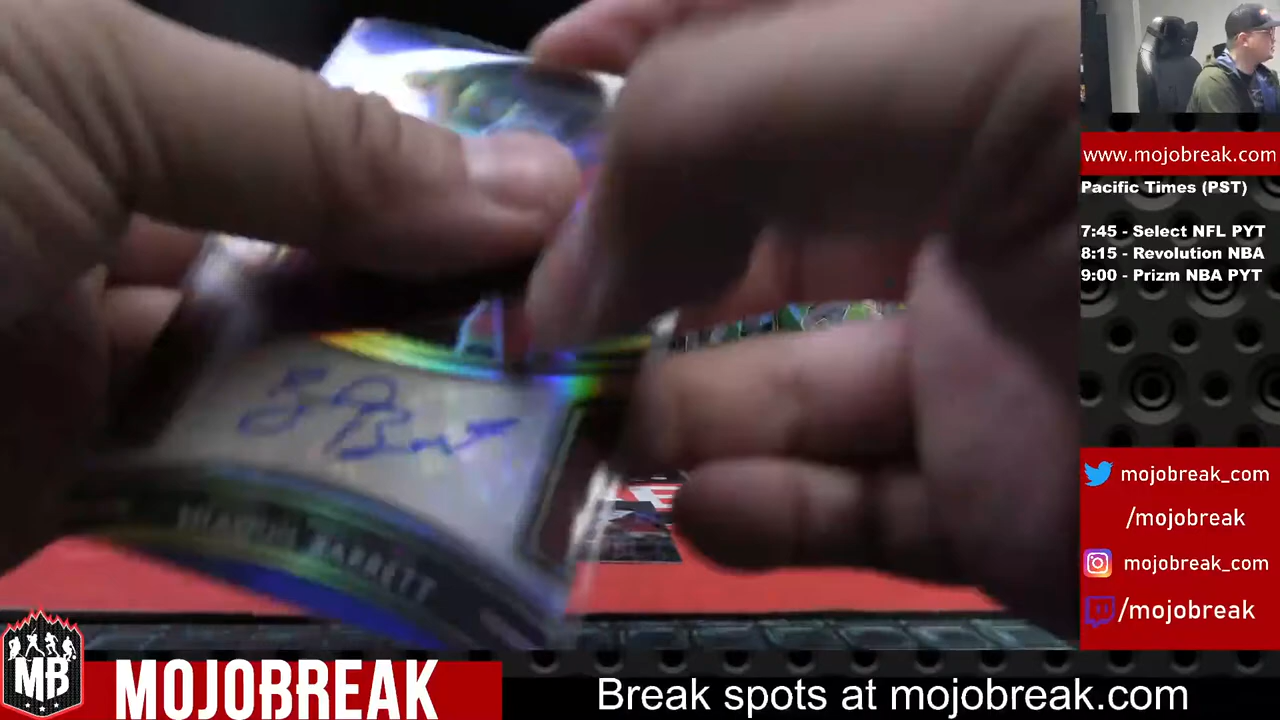 www.mojobreak.com
Pacific Times (PST)
7:45 - Select NFL PYT
8:15 - Revolution NBA
9:00 - Prizm NBA PYT
BARRETT
mojobreak_com
/mojobreak
mojobreak_com
/mojobreak
MB
MOJOBREAK
Break spots at mojobreak.com